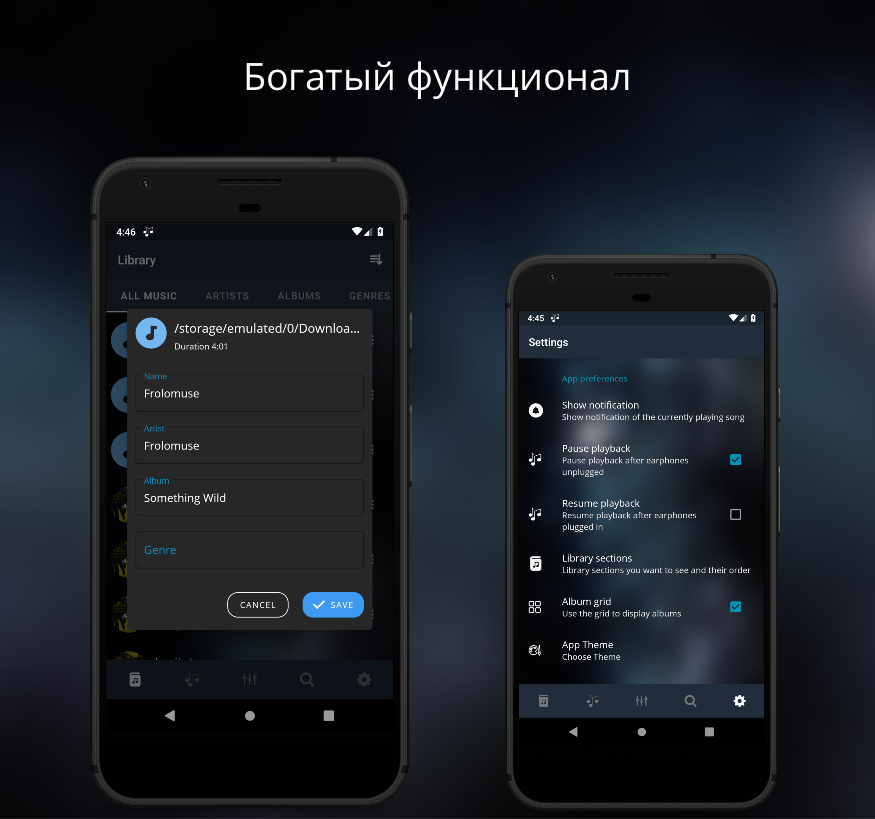 Богатый функционал
4:46
Library
ALL MUSIC ARTISTS ALBUMS GENRES
/storage/emulated/0/Downloa...
Duration 4:01
Name
Frolomuse
Artist
Frolomuse
Album
Something Wild
Genre
CANCEL SAVE
4:45
Settings
App preferences
Show notification
Show notification of the currently playing song
Pause playback
Pause playback after earphones
unplugged
Resume playback
Resume playback after earphones
plugged in
Library sections
Library sections you want to see and their order
Album grid
Use the grid to display albums
App Theme
Choose Theme